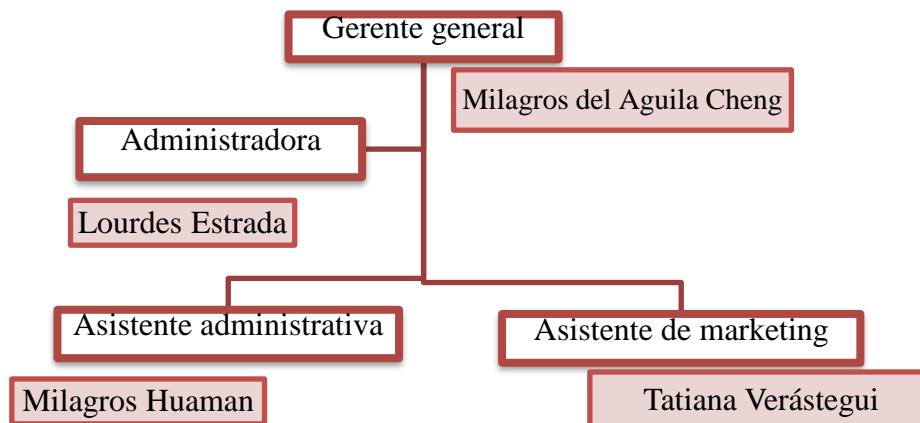 Gerente general
Milagros del Aguila Cheng
Administradora
Lourdes Estrada
Asistente administrativa
Asistente de marketing
Milagros Huaman
Tatiana Verástegui